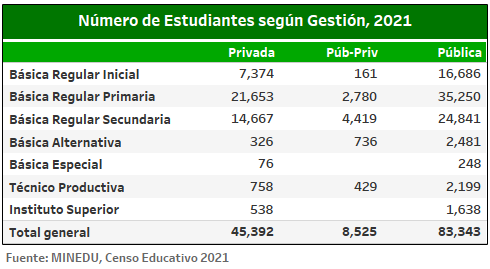 Número de Estudiantes según Gestión, 2021
Privada Púb-Priv Pública
Básica Regular Inicial 7,374 161 16,686
Básica Regular Primaria 21,653 2,780 35,250
Básica Regular Secundaria 14,667 4,419 24,841
Básica Alternativa 326 736 2,481
Básica Especial 76 248
Técnico Productiva 758 429 2,199
Instituto Superior 538 1,638
Total general 45,392 8,525 83,343
Fuente: MINEDU, Censo Educativo 2021